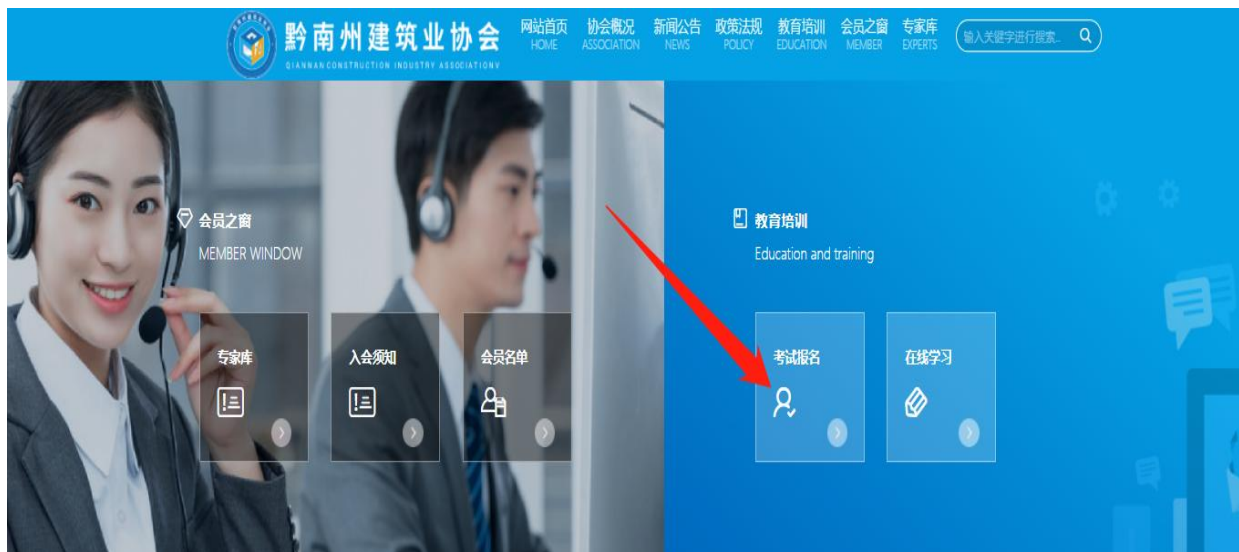 黔南州建筑业协会
QIANNAN CONSTRUCTION INDUSTRY ASSOCIATIONV
网站首页 协会概况 新闻公告 政策法规 教育培训 会员之窗 专家库
HOME ASSOCIATION NEWS POLICY EDUCATION MEMBER EXPERTS
输入关键字进行搜索...
会员之窗
MEMBER WINDOW
专家库 入会须知 会员名单
教育培训
Education and training
考试报名 在线学习